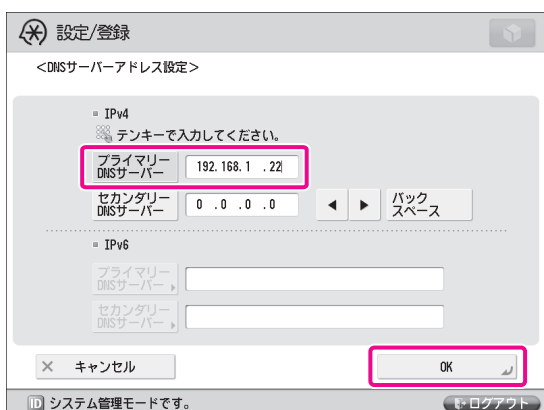 設定/登録
<DNSサーバーアドレス設定>
IPv4
テンキーで入力してください。
プライマリー
DNSサーバー
192.168.1 .22
セカンダリー
DNSサーバー
0 .0 .0 .0
バック
スペース
IPv6
プライマリー
DNSサーバー
セカンダリー
DNSサーバー
キャンセル
OK
ID システム管理モードです。
ログアウト